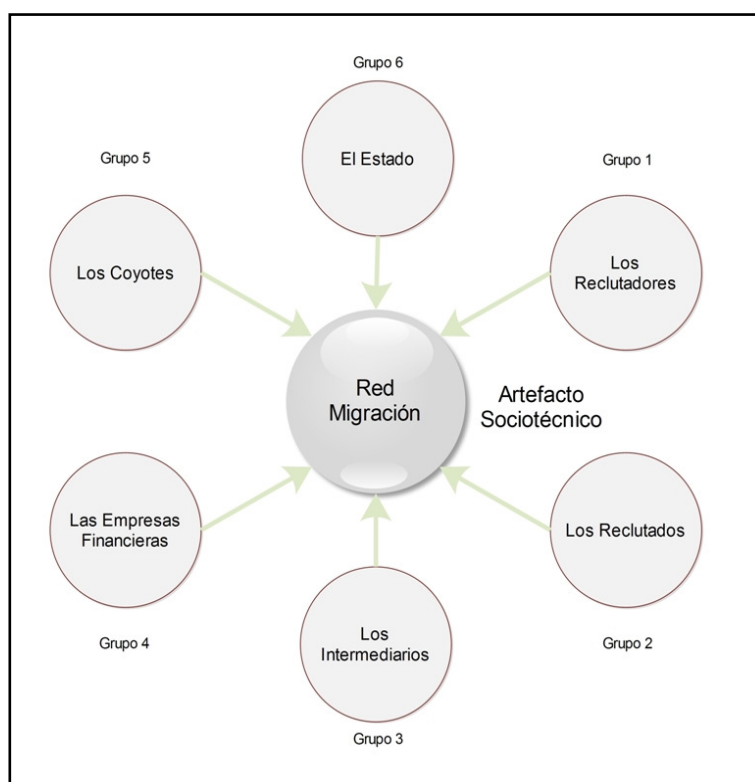 Grupo 6
El Estado
Grupo 5
Los Coyotes
Grupo 1
Los
Reclutadores
Red
Migración
Artefacto
Sociotécnico
Las Empresas
Financieras
Grupo 4
Los
Intermediarios
Grupo 3
Los Reclutados
Grupo 2